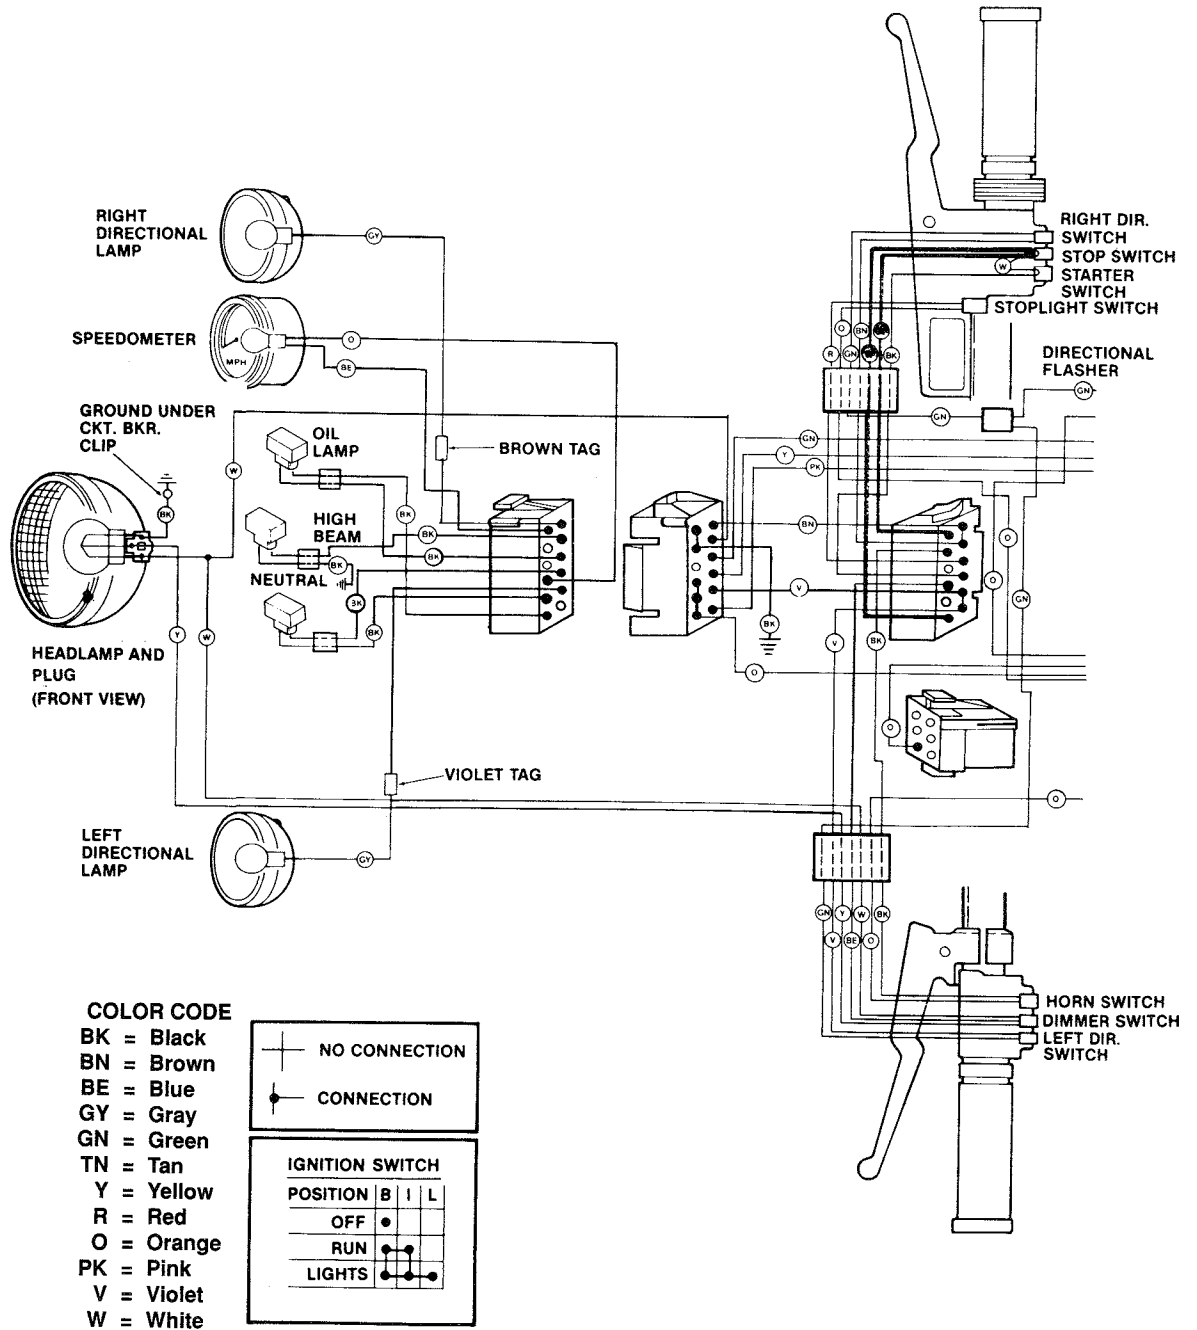 RIGHT
DIRECTIONAL
LAMP
GY
SPEEDOMETER
MPH
O
BE
GROUND UNDER
CKT. BKR.
CLIP
BK
W
OIL
LAMP
BROWN TAG
HIGH
BEAM
NEUTRAL
BK
BK
BK
BK
BK
HEADLAMP AND
PLUG
(FRONT VIEW)
Y
W
VIOLET TAG
LEFT
DIRECTIONAL
LAMP
GY
RIGHT DIR.
SWITCH
STOP SWITCH
W
STARTER
SWITCH
STOPLIGHT SWITCH
O
BN
R
GN
BK
DIRECTIONAL
FLASHER
GN
GN
GN
Y
PK
BN
O
V
O
GN
BK
V
BK
O
O
O
GN
Y
W
BK
V
BE
O
HORN SWITCH
DIMMER SWITCH
LEFT DIR.
SWITCH
COLOR CODE
BK = Black
BN = Brown
BE = Blue
GY = Gray
GN = Green
TN = Tan
Y = Yellow
R = Red
O = Orange
PK = Pink
V = Violet
W = White
NO CONNECTION
CONNECTION
IGNITION SWITCH
POSITION B I L
OFF
RUN
LIGHTS